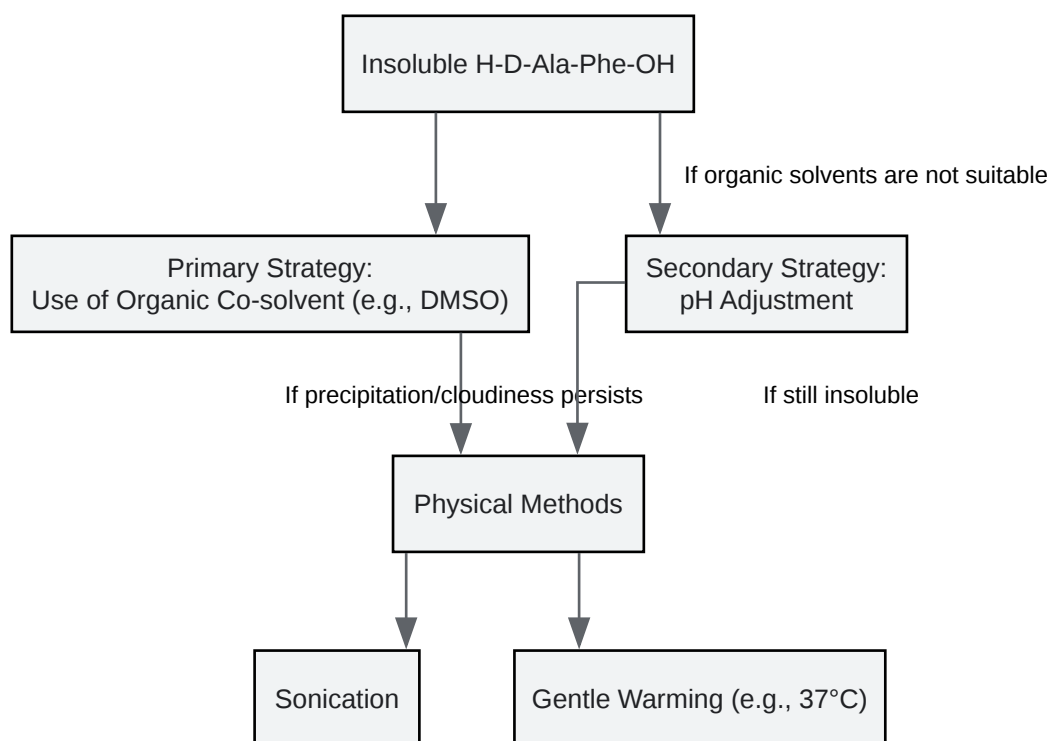 Insoluble H-D-Ala-Phe-OH
If organic solvents are not suitable
Primary Strategy:
Use of Organic Co-solvent (e.g., DMSO)
Secondary Strategy:
pH Adjustment
If precipitation/cloudiness persists
If still insoluble
Physical Methods
Sonication
Gentle Warming (e.g., 37°C)